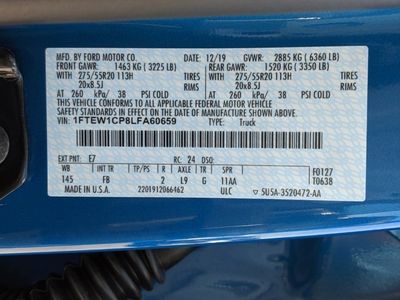 MFD. BY FORD MOTOR CO. 12/19 GVWR: 2885 KG ( 6360 LB)
FRONT GAWR: 1463 KG ( 3225 LB) REAR GAWR: 1520 KG ( 3350 LB)
WITH 275/55R20 113H TIRES WITH 275/55R20 113H TIRES
20x8.5J RIMS 20x8.5J RIMS
AT 260 kPa/ 38 PSI COLD AT 260 kPa/ 38 PSI COLD
THIS VEHICLE CONFORMS TO ALL APPLICABLE FEDERAL MOTOR VEHICLE
SAFETY STANDARDS IN EFFECT ON THE DATE OF MANUFACTURE SHOWN ABOVE.
VIN: 1FTEW1CP8LFA60659 TYPE: Truck
EXT PNT: E7 RC: 24 DSO:
WB BRK INT TR TP/PS R AXLE TR SPR F0127
145 FB 2 L9 G 11AA T0638
MADE IN U.S.A. 2201912066462 ULC 5U5A-3520472-AA